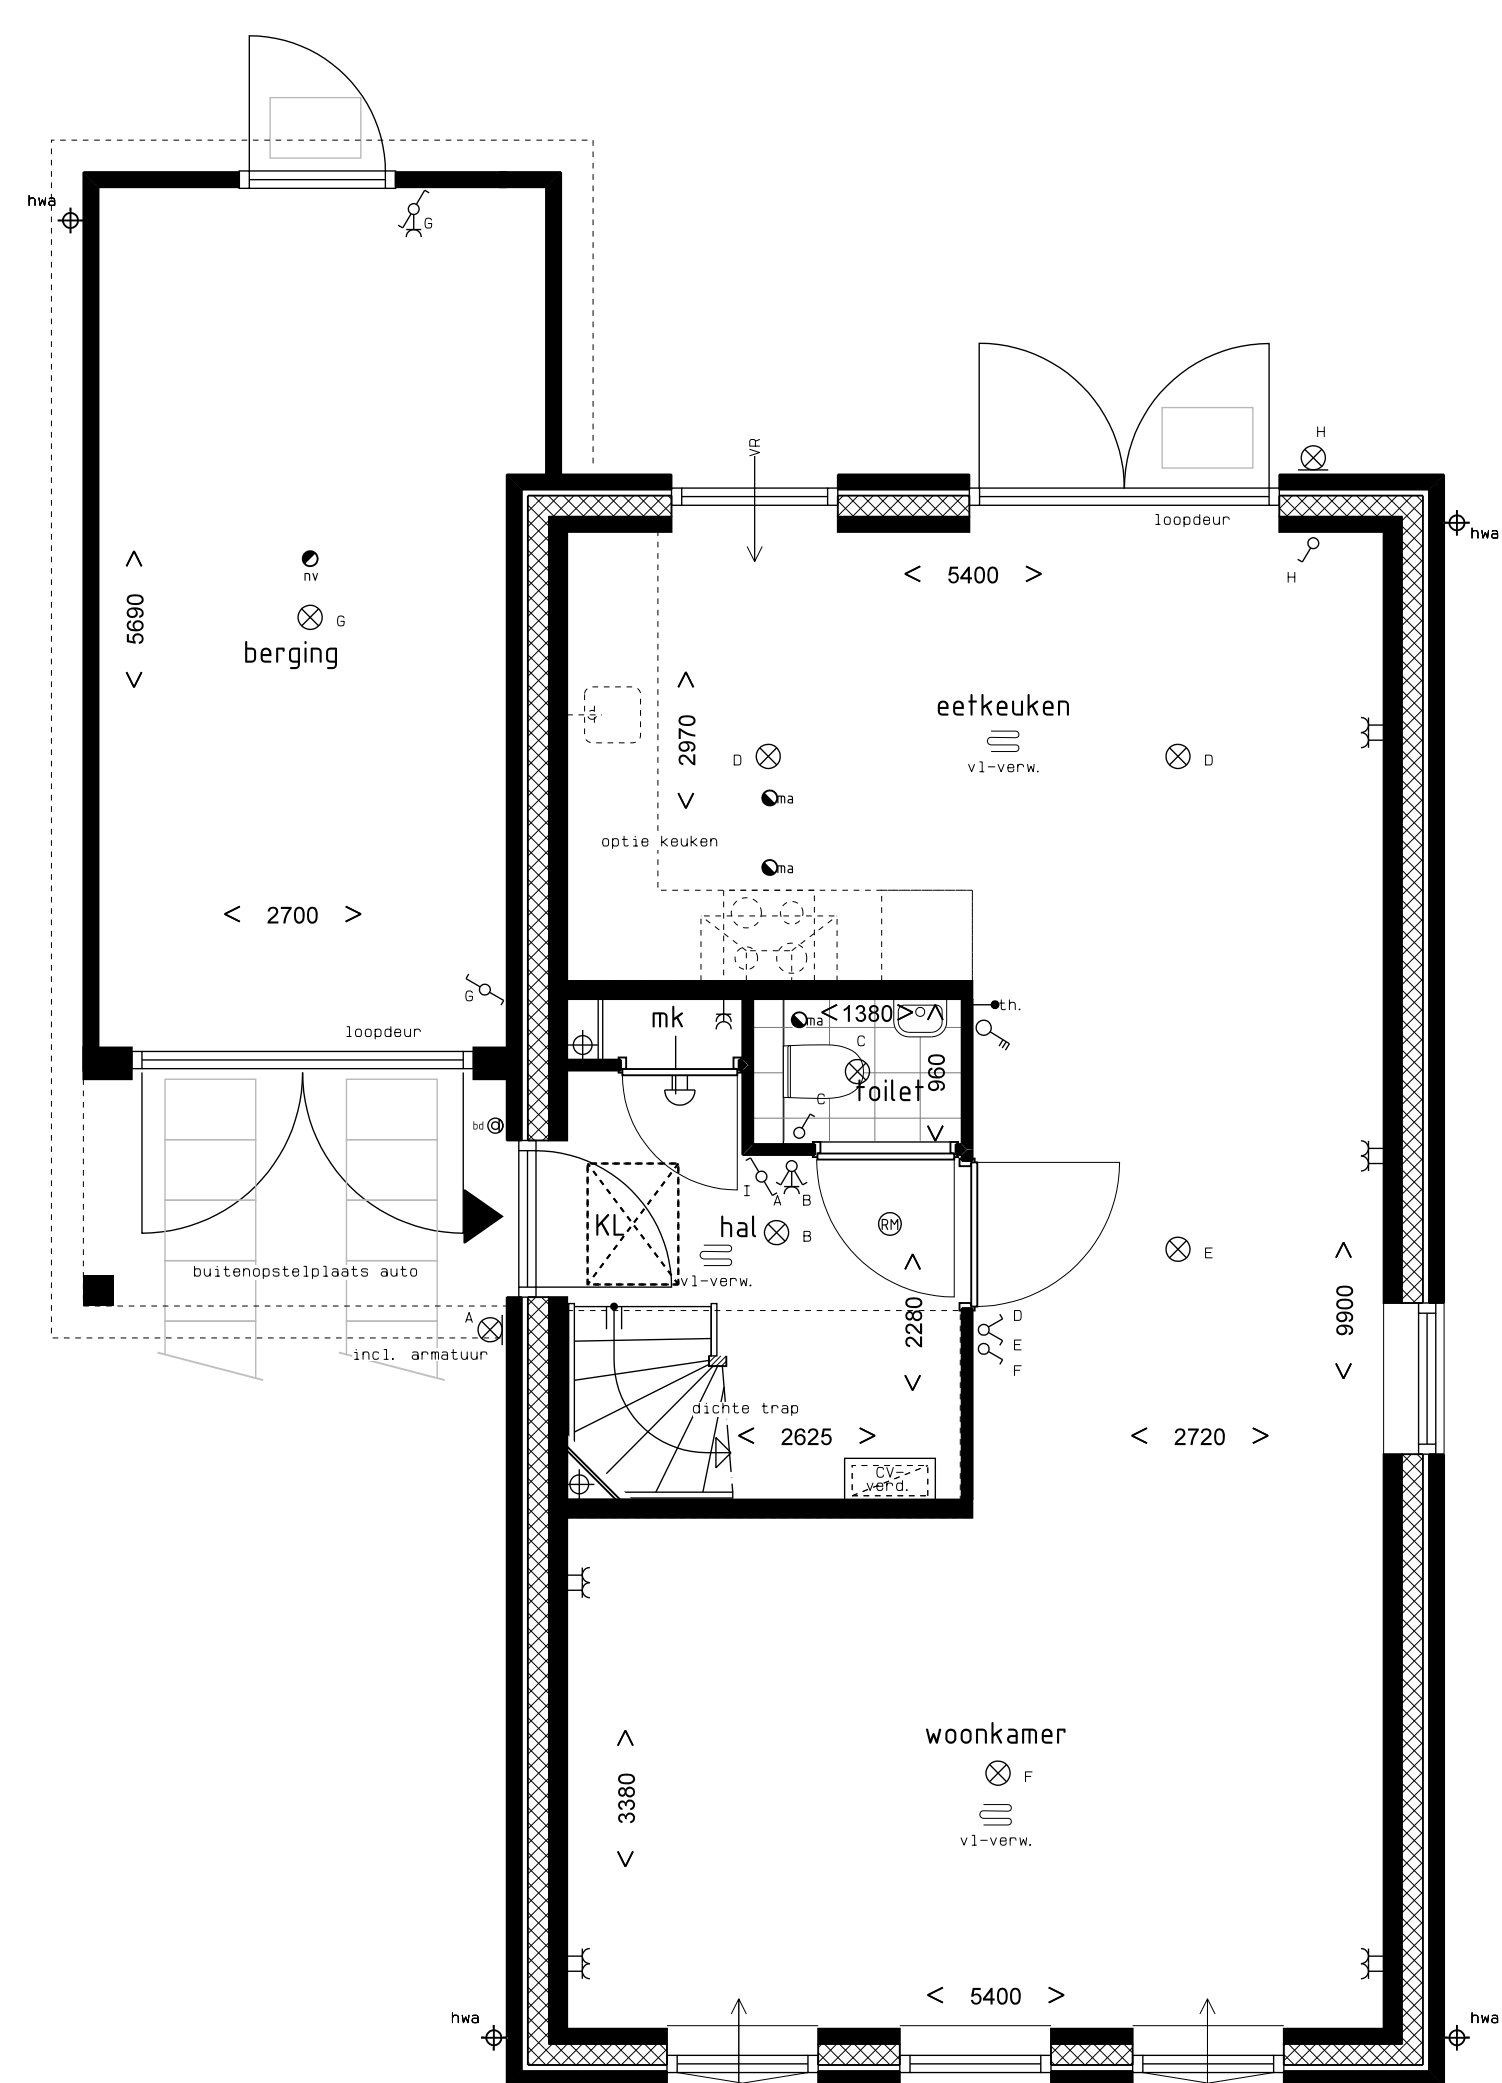 hwa
G
H
VR
loopdeur
hwa
5400
H
nv
5690
G
berging
eetkeuken
2970
D
D
vl-verw.
ma
optie keuken
ma
2700
G
loopdeur
mk
ma
1380
th.
C
960
toilet
C
bd
I
A
B
KL
hal
RM
B
E
vl-verw.
buitenopstelplaats auto
2280
9900
A
D
E
incl. armatuur
F
dichte trap
2625
2720
CV-
verd.
woonkamer
F
3380
vl-verw.
5400
hwa
hwa